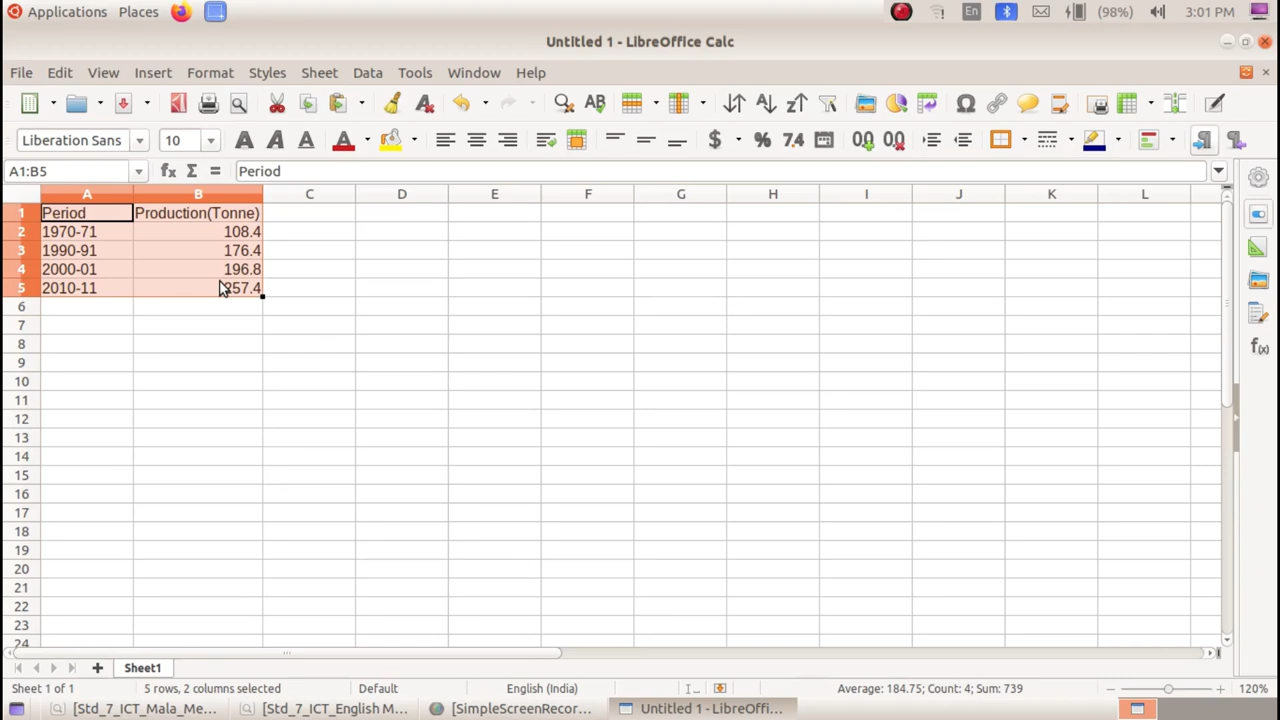 Applications Places En (98%) 3:01 PM
Untitled 1 - LibreOffice Calc
File Edit View Insert Format Styles Sheet Data Tools Window Help
Liberation Sans 10
A1:B5 Period
A B C D E F G H I J K L
1 Period Production(Tonne)
2 1970-71 108.4
3 1990-91 176.4
4 2000-01 196.8
5 2010-11 257.4
6
7
8
9
10
11
12
13
14
15
16
17
18
19
20
21
22
23
24
Sheet1
Sheet 1 of 1 5 rows, 2 columns selected Default English (India) Average: 184.75; Count: 4; Sum: 739 120%
[Std_7_ICT_Mala_Me... [Std_7_ICT_English M... [SimpleScreenRecor... Untitled 1 - LibreOffi...